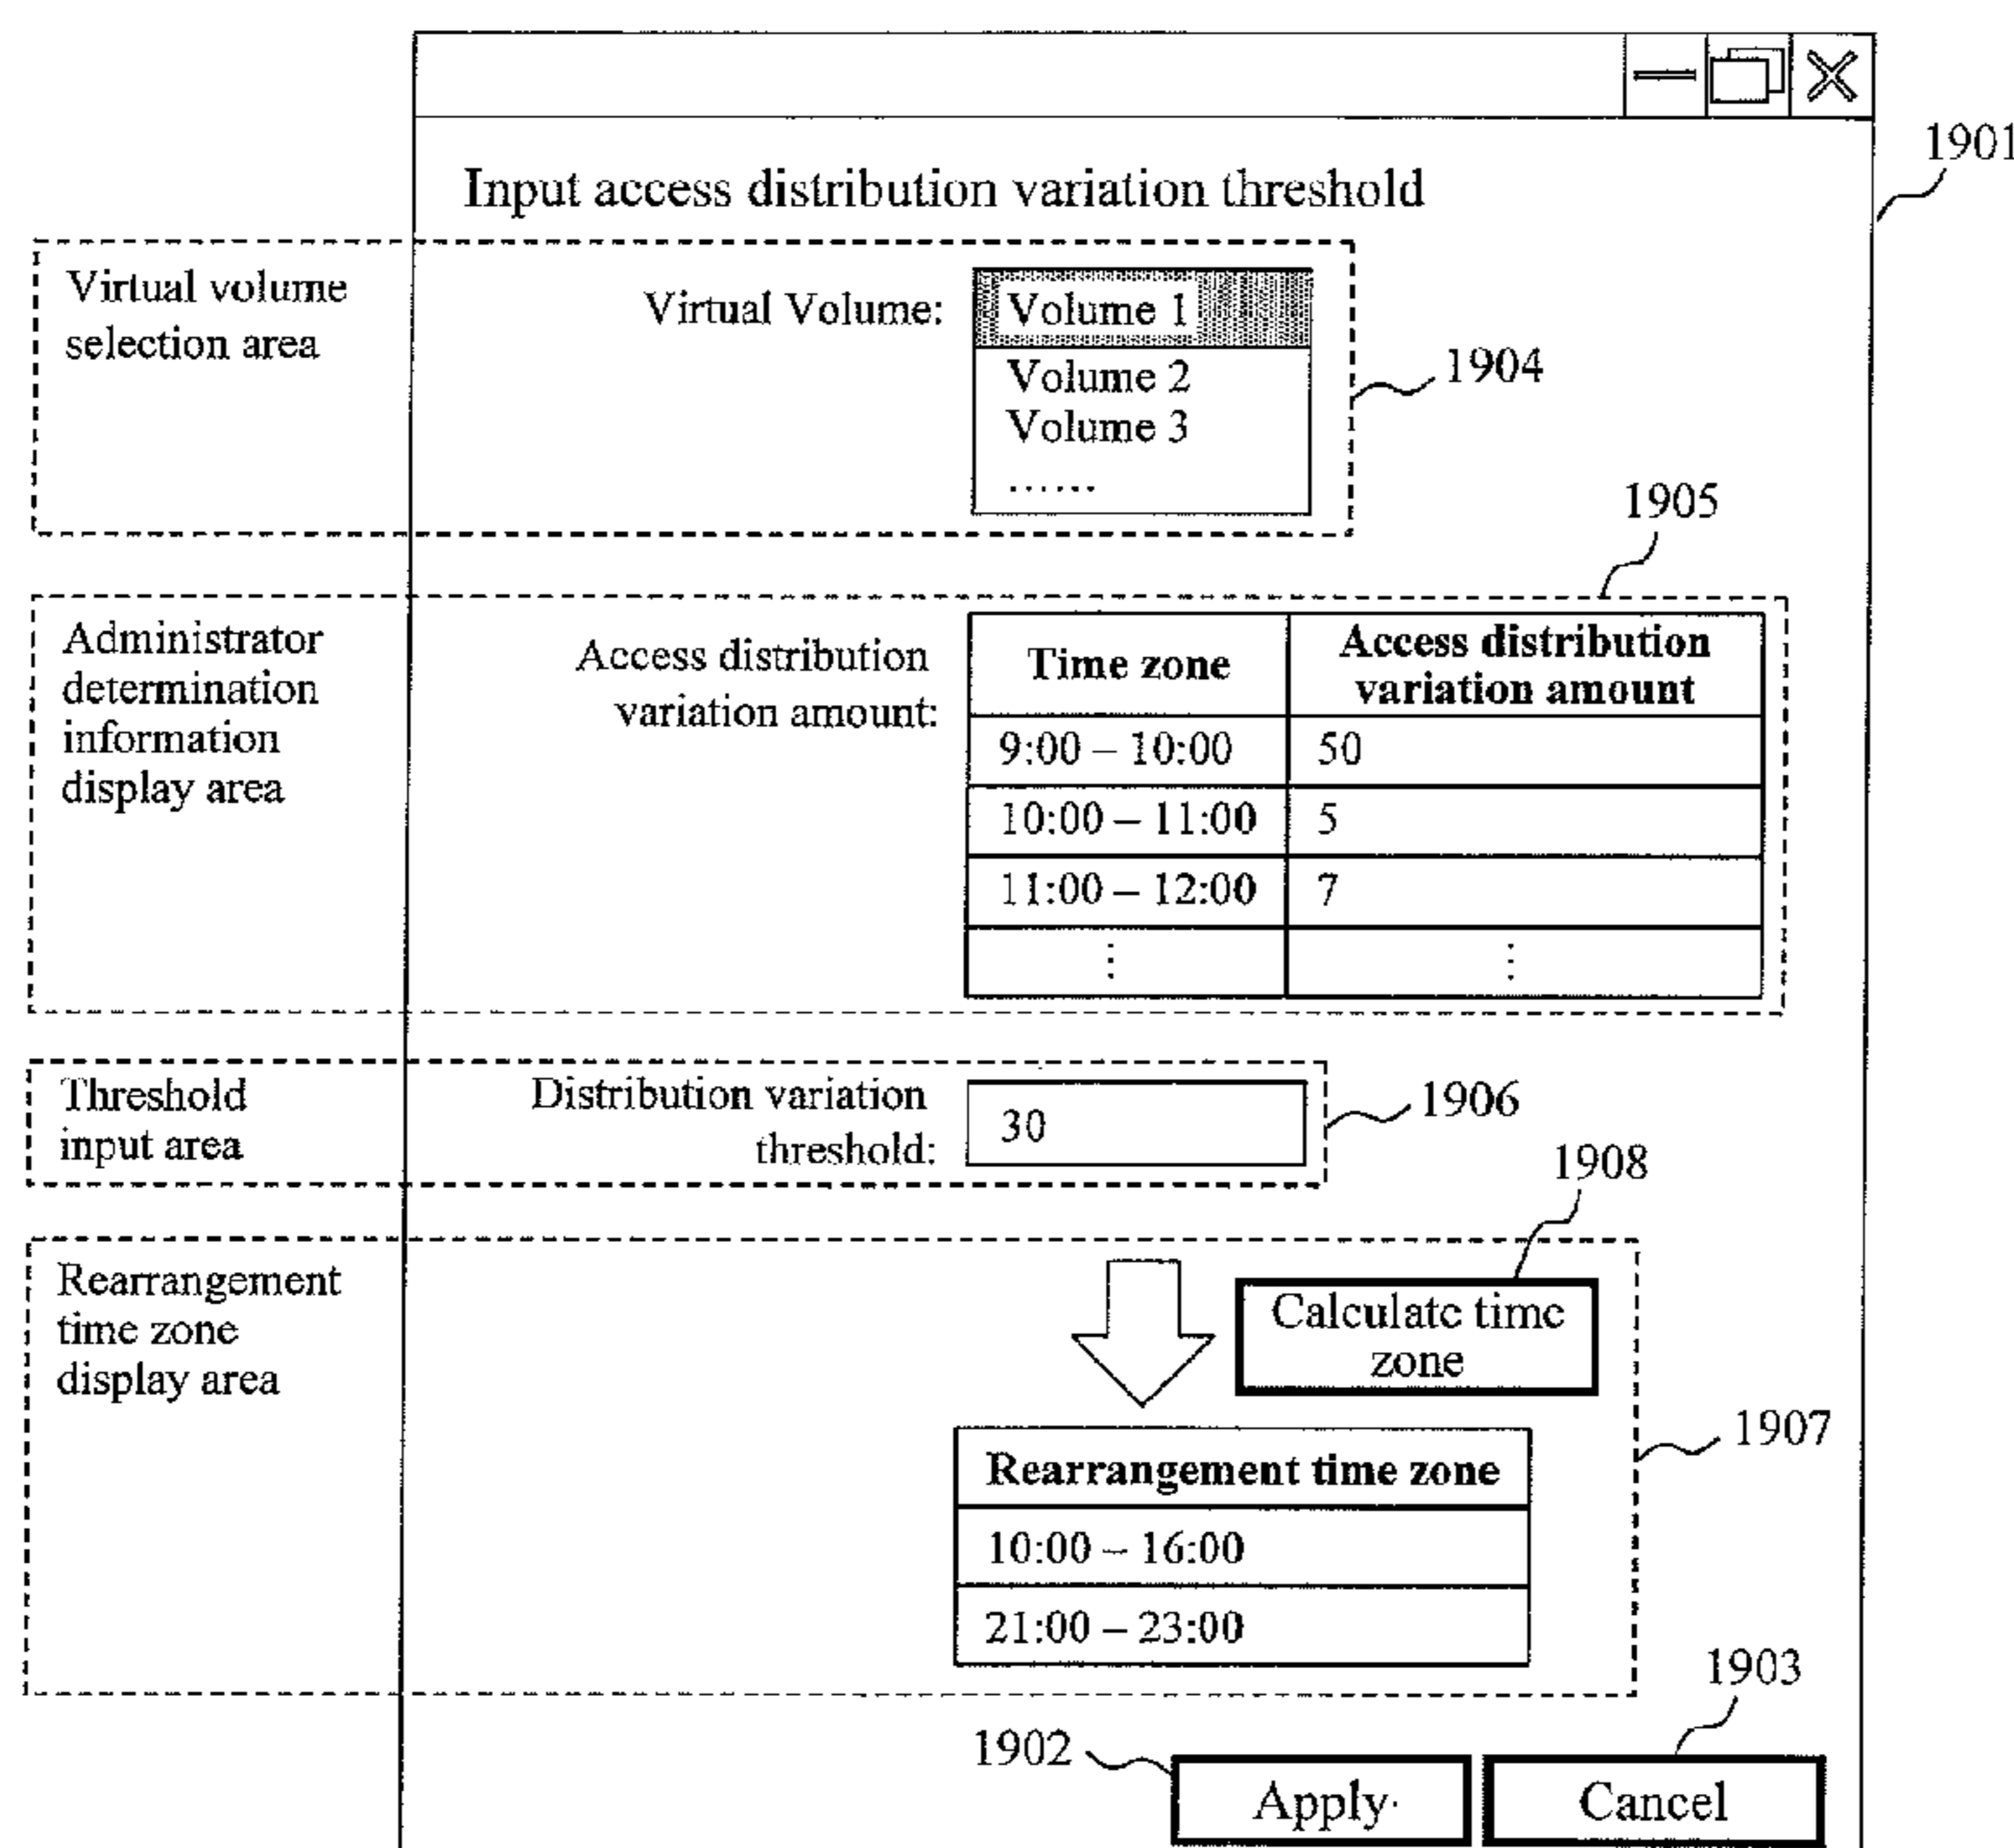 1901
Input access distribution variation threshold
Virtual volume
selection area
Virtual Volume:
Volume 1
Volume 2
Volume 3
......
1904
1905
Administrator
determination
information
display area
Access distribution
variation amount:
Time zone
Access distribution
variation amount
9:00 – 10:00
50
10:00 – 11:00
5
11:00 – 12:00
7
⋮
⋮
Threshold
input area
Distribution variation
threshold:
30
1906
1908
Rearrangement
time zone
display area
Calculate time
zone
1907
Rearrangement time zone
10:00 – 16:00
21:00 – 23:00
1903
1902
Apply
Cancel